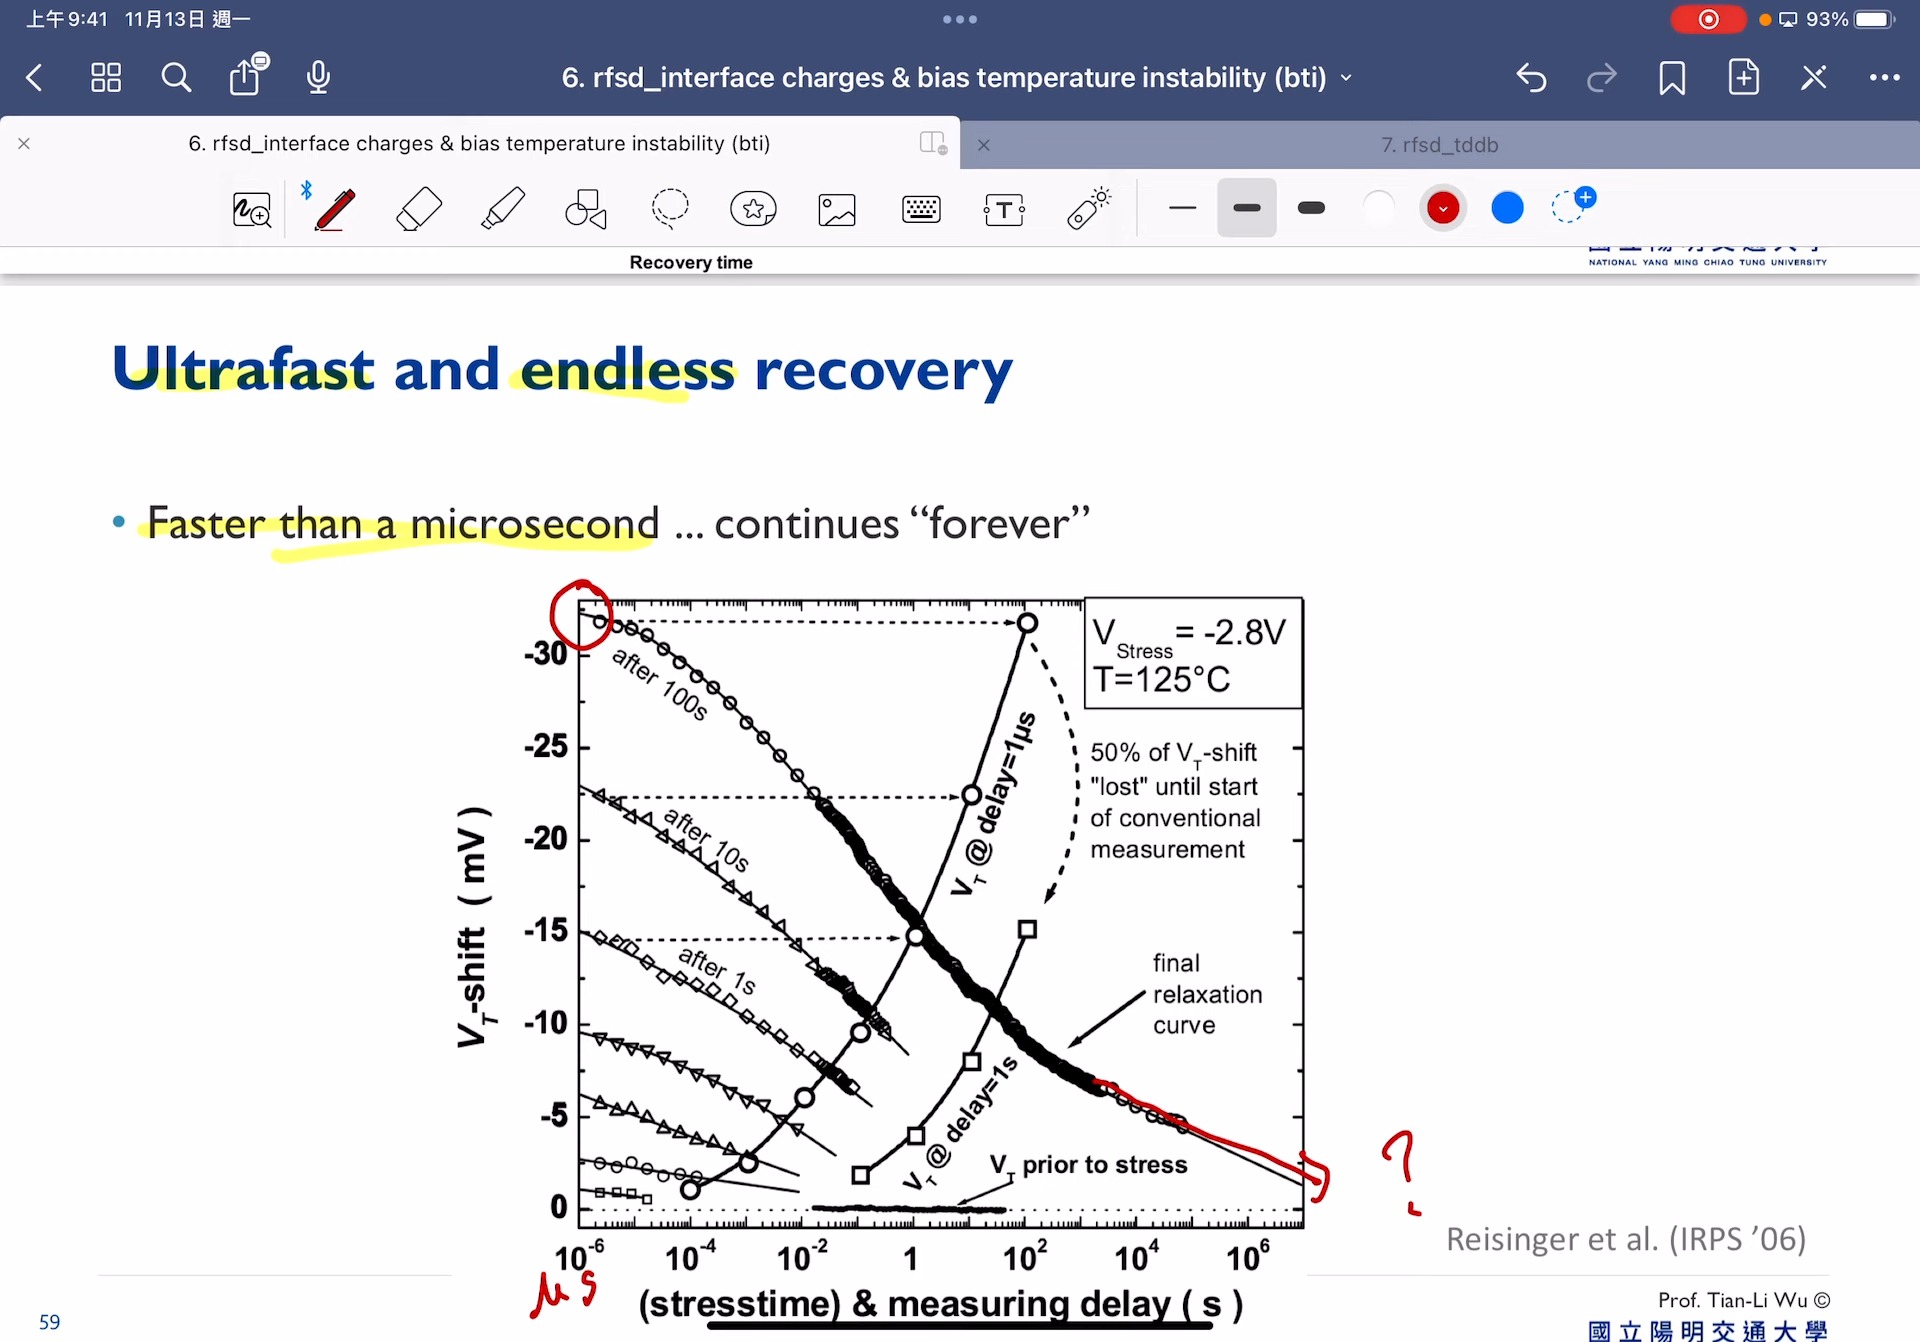 上午9:41 11月13日 週一
93%
6. rfsd_interface charges & bias temperature instability (bti)
6. rfsd_interface charges & bias temperature instability (bti)
7. rfsd_tddb
Recovery time
NATIONAL YANG MING CHIAO TUNG UNIVERSITY
Ultrafast and endless recovery
• Faster than a microsecond ... continues “forever”
V_Stress = -2.8V
T=125°C
after 100s
after 10s
after 1s
V_T @ delay=1µs
50% of V_T-shift
"lost" until start
of conventional
measurement
final
relaxation
curve
V_T @ delay=1s
V_T prior to stress
V_T-shift (mV)
-30
-25
-20
-15
-10
-5
0
10^-6 10^-4 10^-2 1 10^2 10^4 10^6
μs
(stresstime) & measuring delay (s)
?
Reisinger et al. (IRPS ’06)
59
Prof. Tian-Li Wu ©
國立陽明交通大學